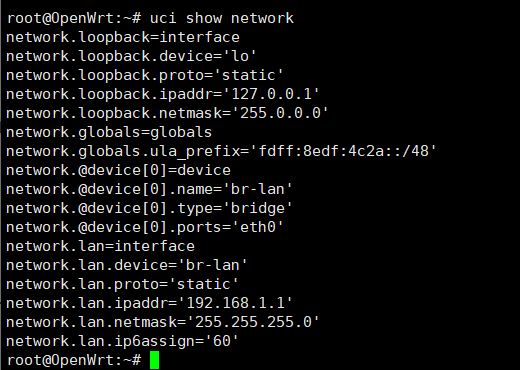 root@OpenWrt:~# uci show network
network.loopback=interface
network.loopback.device='lo'
network.loopback.proto='static'
network.loopback.ipaddr='127.0.0.1'
network.loopback.netmask='255.0.0.0'
network.globals=globals
network.globals.ula_prefix='fdff:8edf:4c2a::/48'
network.@device[0]=device
network.@device[0].name='br-lan'
network.@device[0].type='bridge'
network.@device[0].ports='eth0'
network.lan=interface
network.lan.device='br-lan'
network.lan.proto='static'
network.lan.ipaddr='192.168.1.1'
network.lan.netmask='255.255.255.0'
network.lan.ip6assign='60'
root@OpenWrt:~#